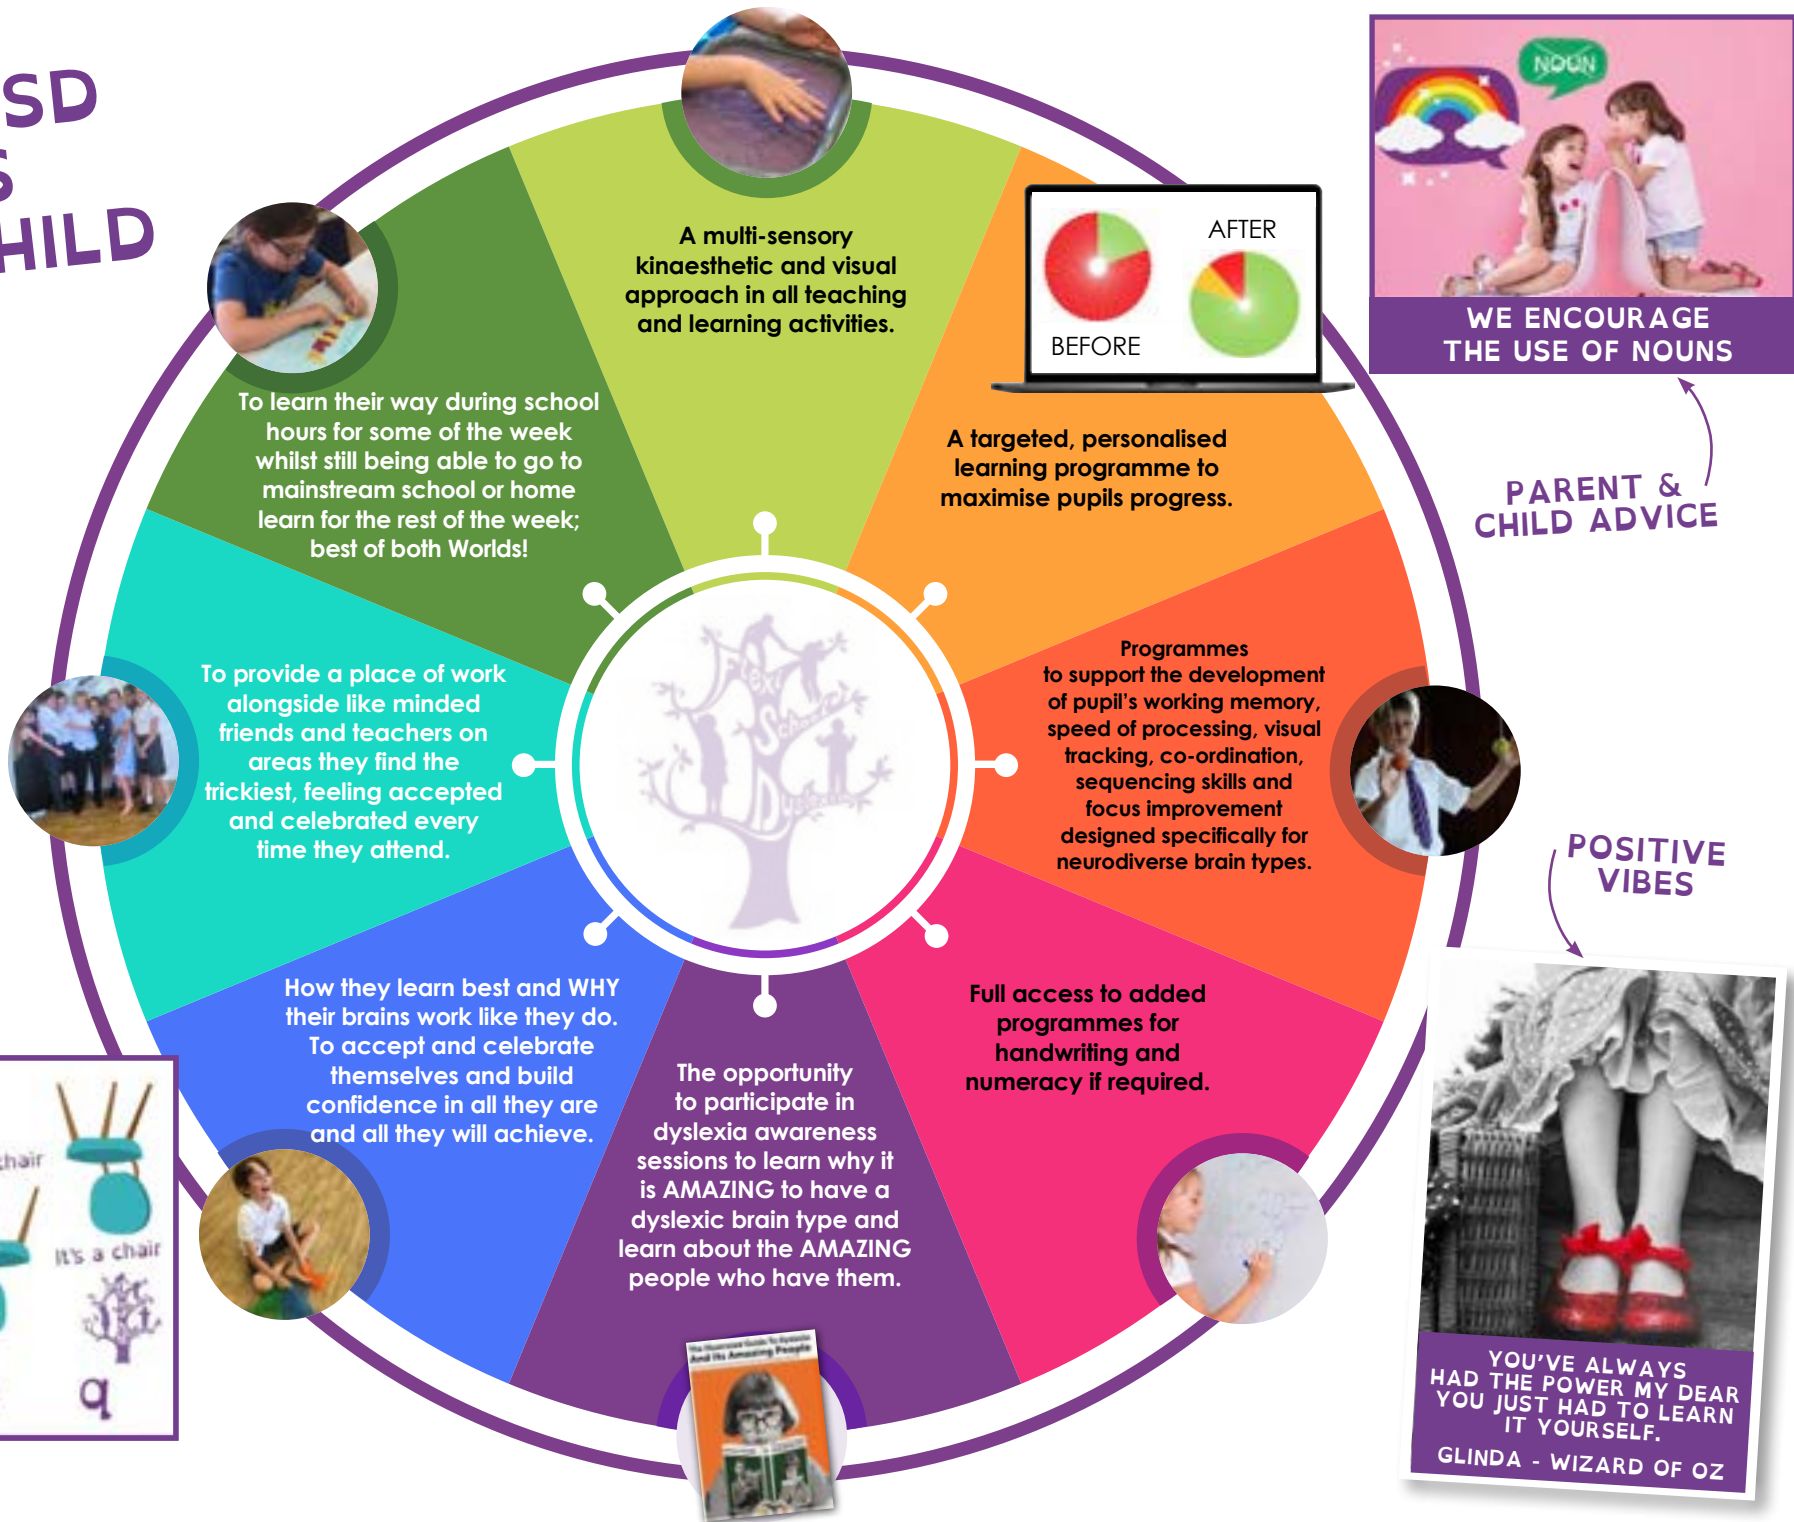 SD
S
HILD
A multi-sensory
kinaesthetic and visual
approach in all teaching
and learning activities.
BEFORE
AFTER
A targeted, personalised
learning programme to
maximise pupils progress.
Programmes
to support the development
of pupil's working memory,
speed of processing, visual
tracking, co-ordination,
sequencing skills and
focus improvement
designed specifically for
neurodiverse brain types.
Full access to added
programmes for
handwriting and
numeracy if required.
The opportunity
to participate in
dyslexia awareness
sessions to learn why it
is AMAZING to have a
dyslexic brain type and
learn about the AMAZING
people who have them.
The Illustrated Guide To Dyslexia
And Its Amazing People
How they learn best and WHY
their brains work like they do.
To accept and celebrate
themselves and build
confidence in all they are
and all they will achieve.
To provide a place of work
alongside like minded
friends and teachers on
areas they find the
trickiest, feeling accepted
and celebrated every
time they attend.
To learn their way during school
hours for some of the week
whilst still being able to go to
mainstream school or home
learn for the rest of the week;
best of both Worlds!
Flexi
Schools
NOUN
WE ENCOURAGE
THE USE OF NOUNS
PARENT &
CHILD ADVICE
POSITIVE
VIBES
YOU'VE ALWAYS
HAD THE POWER MY DEAR
YOU JUST HAD TO LEARN
IT YOURSELF.
GLINDA - WIZARD OF OZ
chair
It's a chair
q